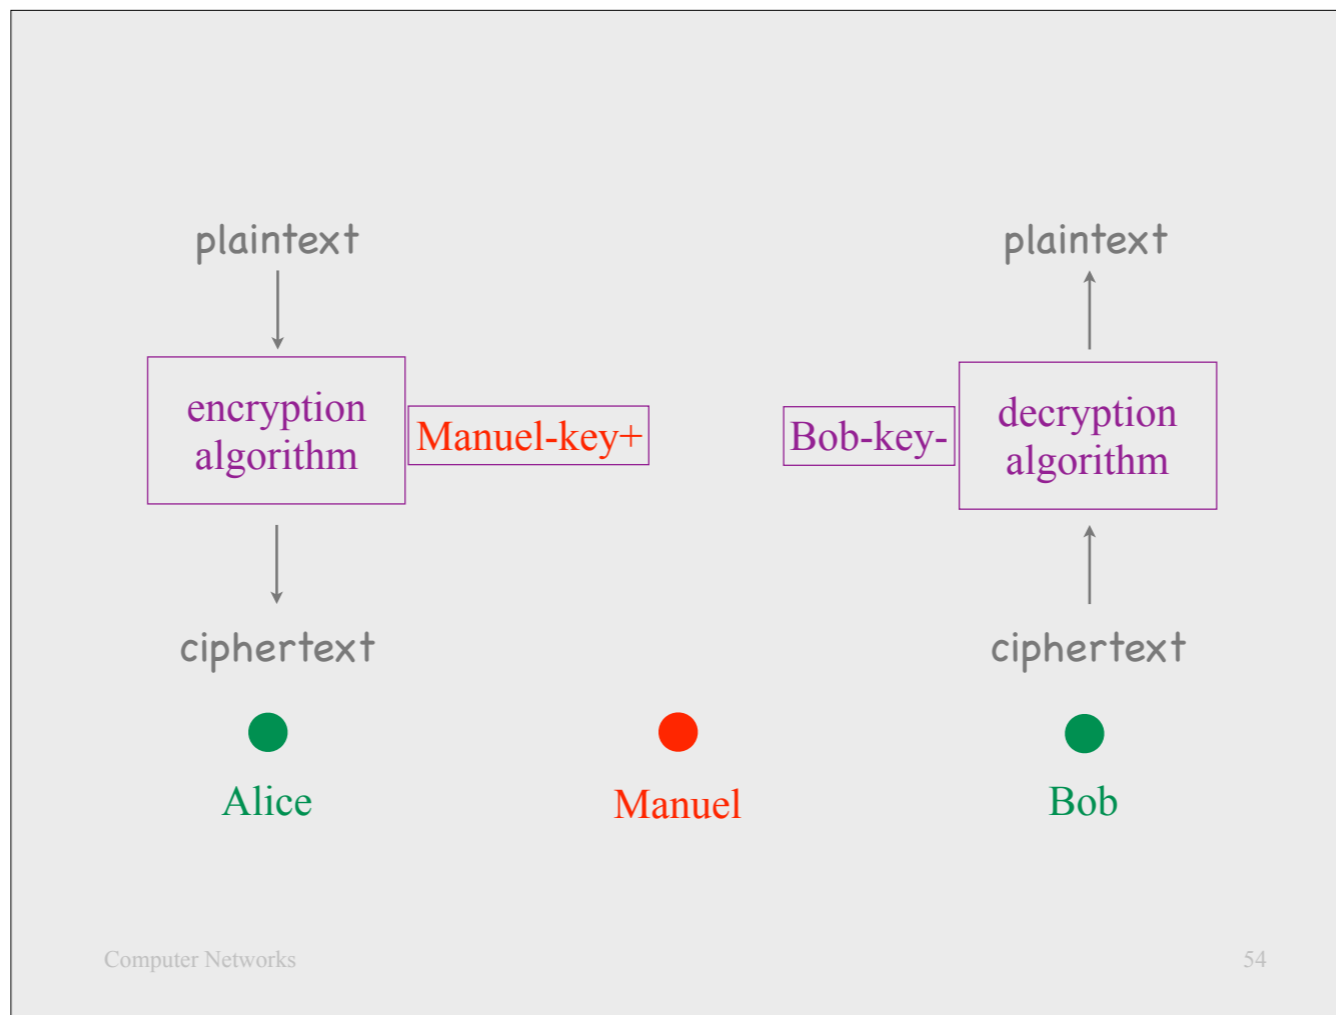 plaintext
plaintext
encryption
algorithm
Manuel-key+
Bob-key-
decryption
algorithm
ciphertext
ciphertext
Alice
Manuel
Bob
Computer Networks
54